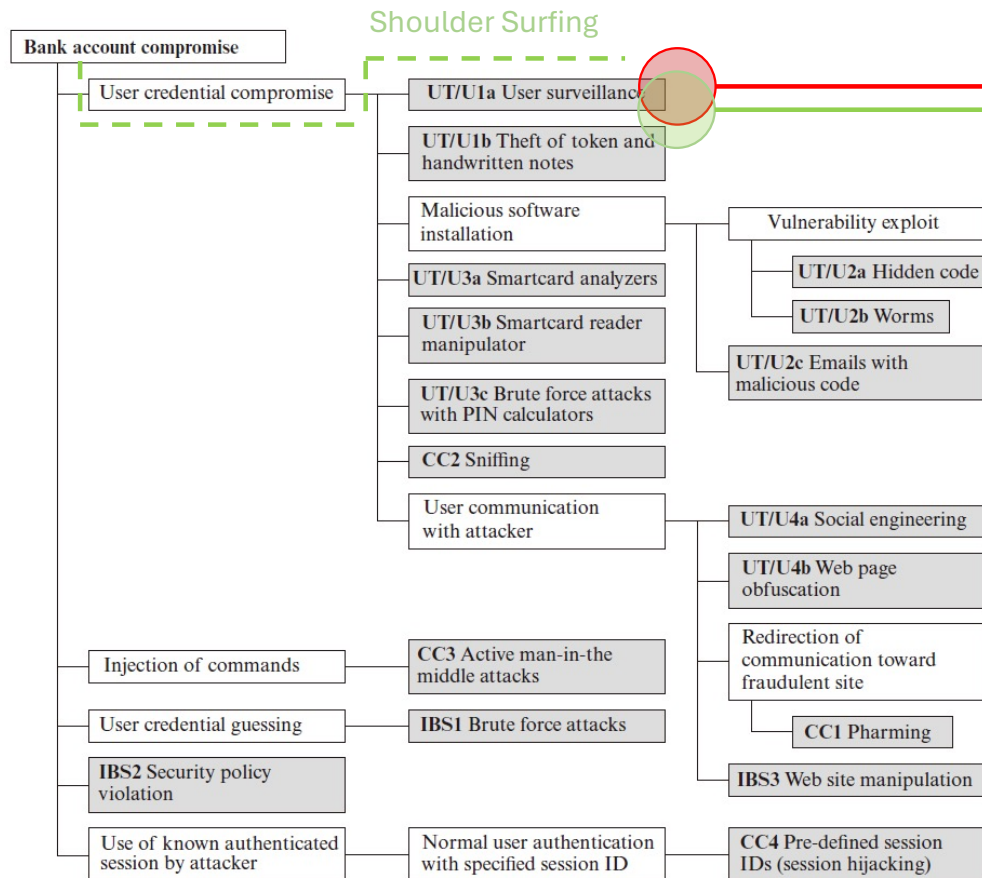 Shoulder Surfing
Bank account compromise
User credential compromise
UT/U1a User surveillance
UT/U1b Theft of token and
handwritten notes
Malicious software
installation
Vulnerability exploit
UT/U2a Hidden code
UT/U3a Smartcard analyzers
UT/U2b Worms
UT/U3b Smartcard reader
manipulator
UT/U2c Emails with
malicious code
UT/U3c Brute force attacks
with PIN calculators
CC2 Sniffing
User communication
with attacker
UT/U4a Social engineering
UT/U4b Web page
obfuscation
Redirection of
communication toward
fraudulent site
Injection of commands
CC3 Active man-in-the
middle attacks
User credential guessing
IBS1 Brute force attacks
CC1 Pharming
IBS2 Security policy
violation
IBS3 Web site manipulation
Use of known authenticated
session by attacker
Normal user authentication
with specified session ID
CC4 Pre-defined session
IDs (session hijacking)